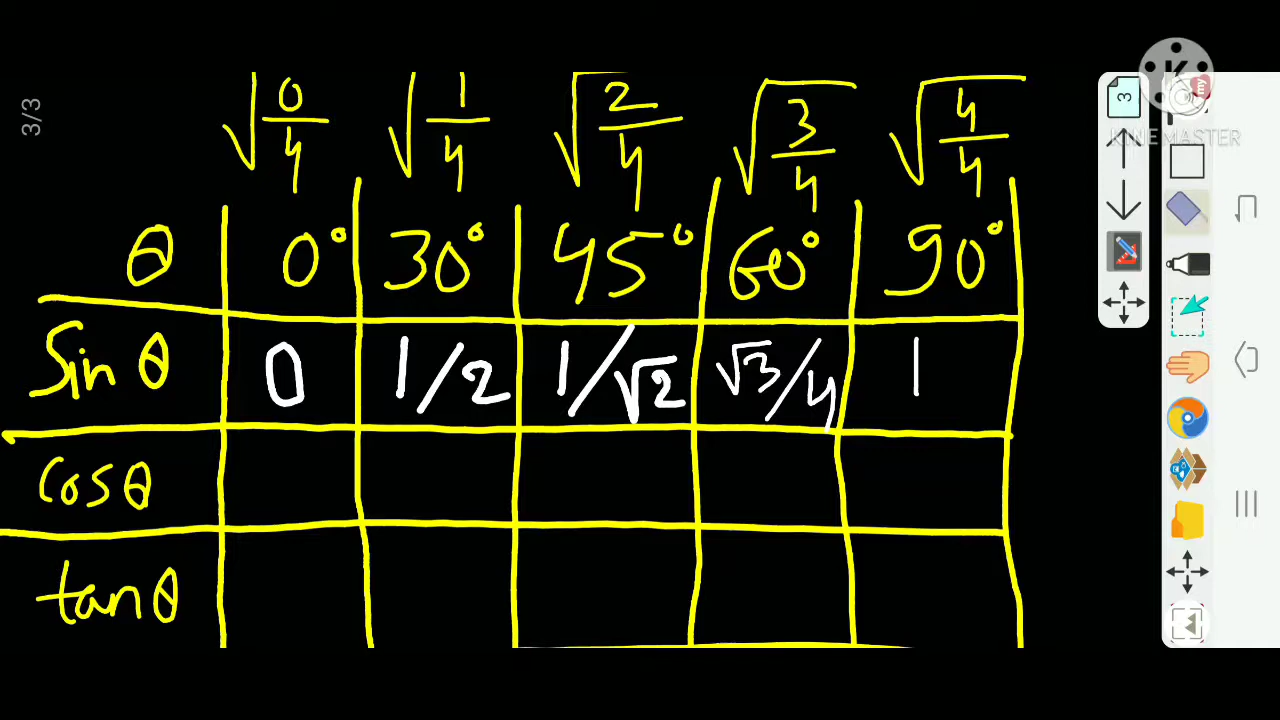 √0/4 √1/4 √2/4 √3/4 √4/4
θ 0° 30° 45° 60° 90°
Sin θ 0 1/2 1/√2 √3/4 1
cos θ
tan θ
3/3
3
KINEMASTER
my